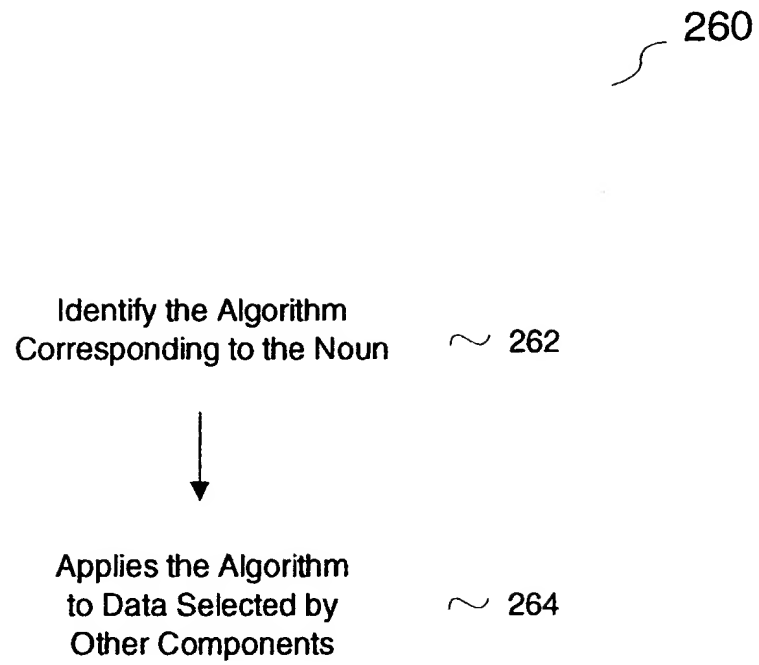 260
Identify the Algorithm
Corresponding to the Noun
262
Applies the Algorithm
to Data Selected by
Other Components
264